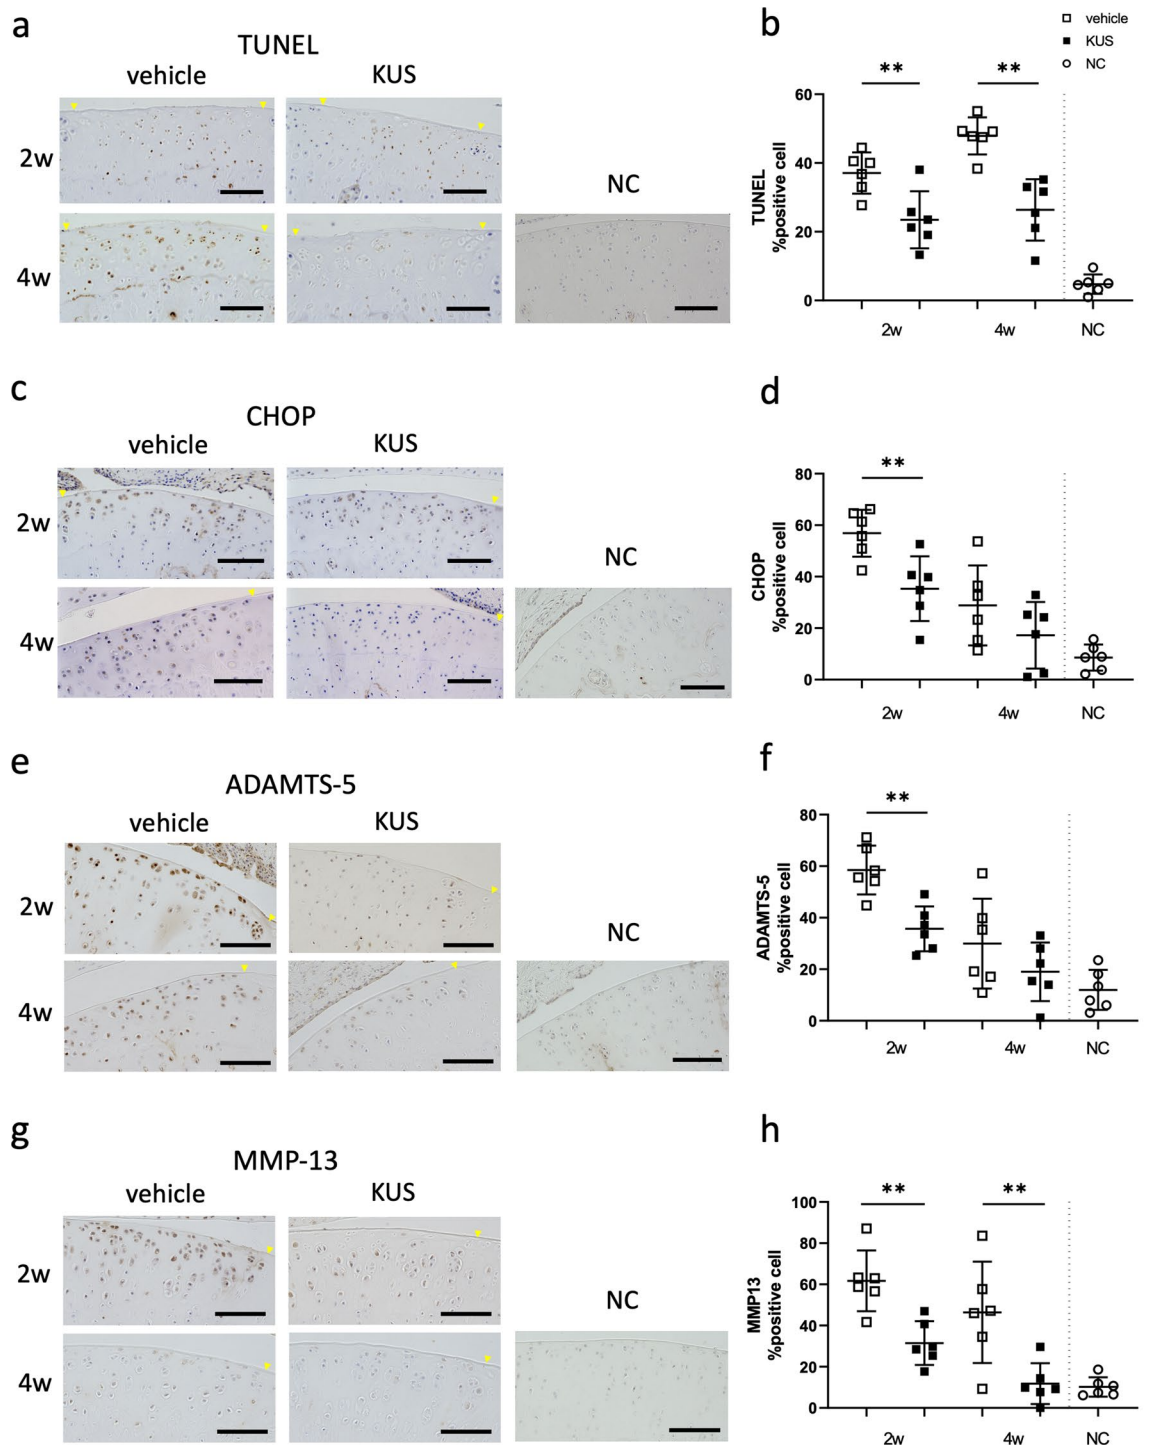 a
TUNEL
vehicle KUS
2w
NC
4w
b
vehicle
KUS
NC
** **
60
40
20
0
TUNEL
%positive cell
2w 4w NC
c
CHOP
vehicle KUS
2w
NC
4w
d
**
80
60
40
20
0
CHOP
%positive cell
2w 4w NC
e
ADAMTS-5
vehicle KUS
2w
NC
4w
f
**
80
60
40
20
0
ADAMTS-5
%positive cell
2w 4w NC
g
MMP-13
vehicle KUS
2w
NC
4w
h
** **
100
80
60
40
20
0
MMP13
%positive cell
2w 4w NC